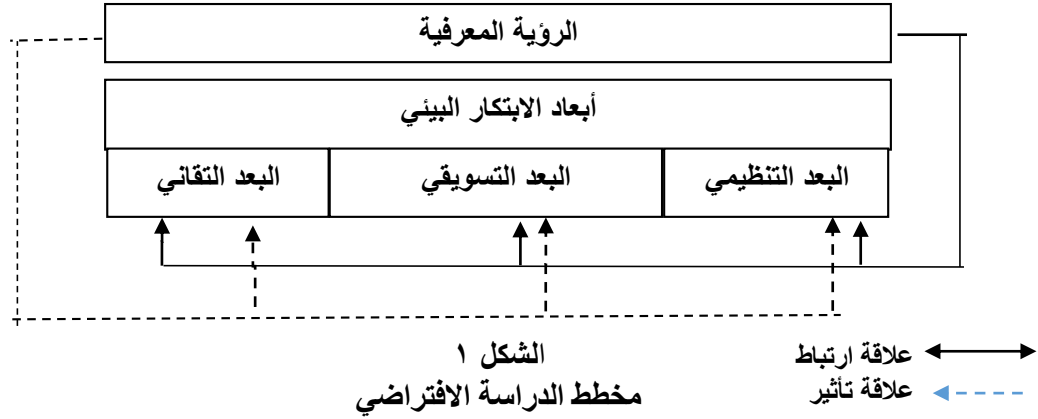 الرؤية المعرفية
أبعاد الابتكار البيئي
البعد التنظيمي
البعد التسويقي
البعد التقاني
الشكل ١
مخطط الدراسة الافتراضي
علاقة ارتباط
علاقة تأثير